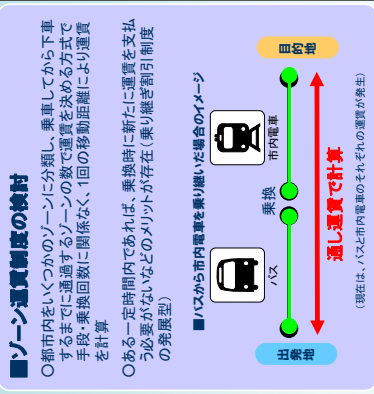 ■ゾーン運賃制度の検討
○都市内をいくつかのゾーンに分類し、乗車してから下車
するまでに通過するゾーンの数で運賃を決める方式で
手段・乗換回数に関係なく、1回の移動距離により運賃
を計算
○ある一定時間内であれば、乗換時に新たに運賃を支払
う必要がないなどのメリットが存在(乗り継ぎ割引制度
の発展型)
■バスから市内電車を乗り継いだ場合のイメージ
出発地
バス
乗換
市内電車
目的地
通し運賃で計算
(現在は、バスと市内電車のそれぞれの運賃が発生)